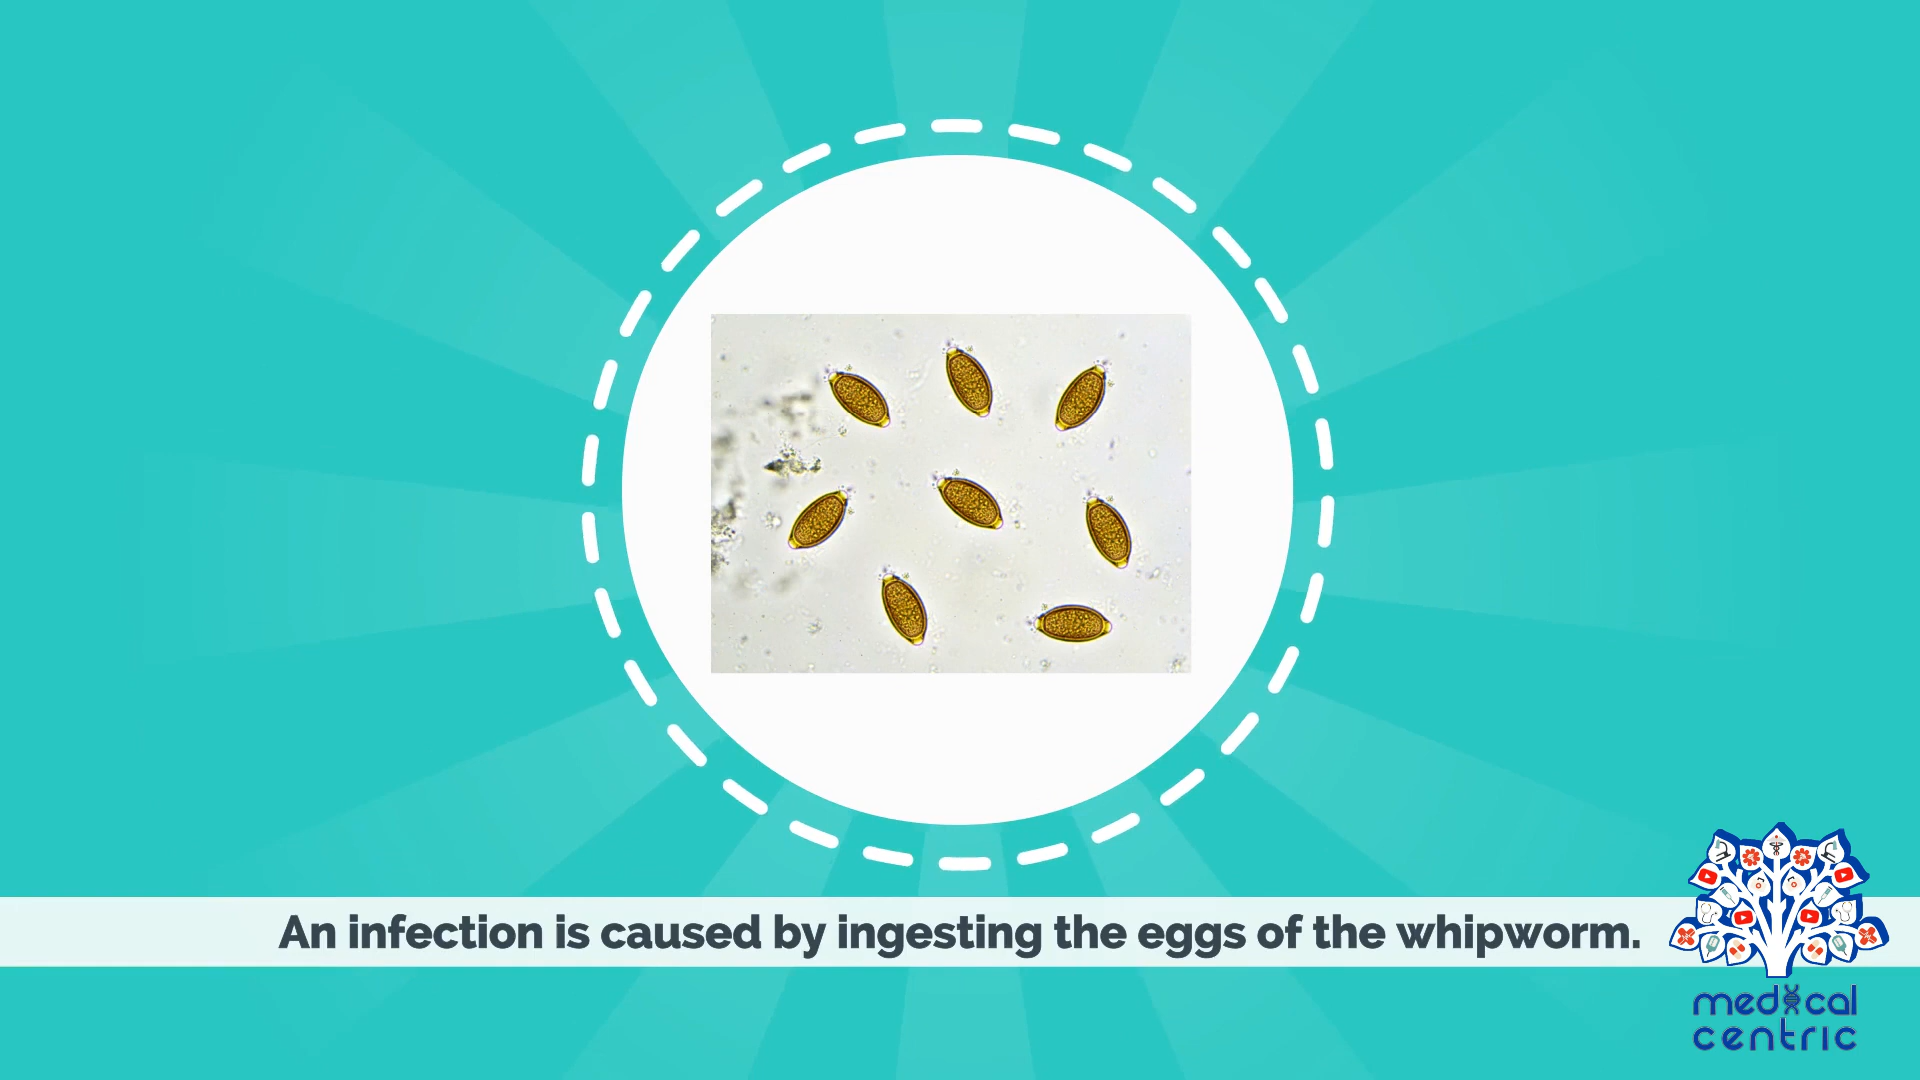 An infection is caused by ingesting the eggs of the whipworm.
medical
centric